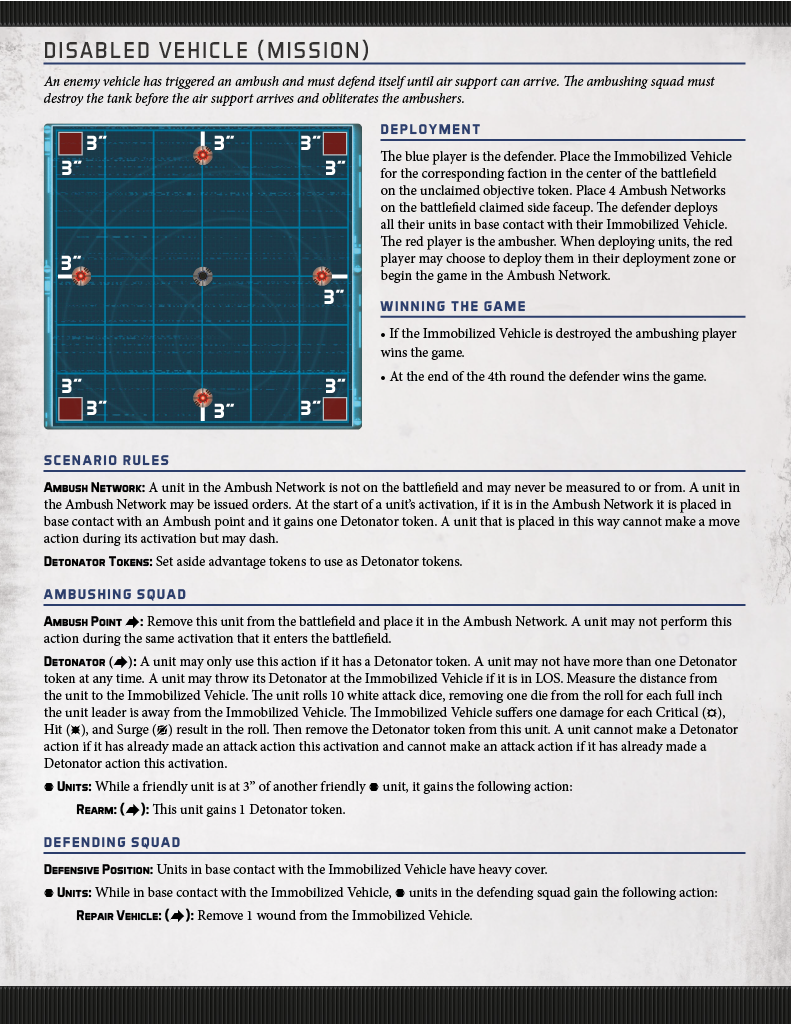 DISABLED VEHICLE (MISSION)
An enemy vehicle has triggered an ambush and must defend itself until air support can arrive. The ambushing squad must
destroy the tank before the air support arrives and obliterates the ambushers.
3” 3” 3”
3” 3”
3”
3”
3” 3”
3” 3” 3”
DEPLOYMENT
The blue player is the defender. Place the Immobilized Vehicle
for the corresponding faction in the center of the battlefield
on the unclaimed objective token. Place 4 Ambush Networks
on the battlefield claimed side faceup. The defender deploys
all their units in base contact with their Immobilized Vehicle.
The red player is the ambusher. When deploying units, the red
player may choose to deploy them in their deployment zone or
begin the game in the Ambush Network.
WINNING THE GAME
• If the Immobilized Vehicle is destroyed the ambushing player
wins the game.
• At the end of the 4th round the defender wins the game.
SCENARIO RULES
Ambush Network: A unit in the Ambush Network is not on the battlefield and may never be measured to or from. A unit in
the Ambush Network may be issued orders. At the start of a unit’s activation, if it is in the Ambush Network it is placed in
base contact with an Ambush point and it gains one Detonator token. A unit that is placed in this way cannot make a move
action during its activation but may dash.
Detonator Tokens: Set aside advantage tokens to use as Detonator tokens.
AMBUSHING SQUAD
Ambush Point : Remove this unit from the battlefield and place it in the Ambush Network. A unit may not perform this
action during the same activation that it enters the battlefield.
Detonator (): A unit may only use this action if it has a Detonator token. A unit may not have more than one Detonator
token at any time. A unit may throw its Detonator at the Immobilized Vehicle if it is in LOS. Measure the distance from
the unit to the Immobilized Vehicle. The unit rolls 10 white attack dice, removing one die from the roll for each full inch
the unit leader is away from the Immobilized Vehicle. The Immobilized Vehicle suffers one damage for each Critical (),
Hit (), and Surge () result in the roll. Then remove the Detonator token from this unit. A unit cannot make a Detonator
action if it has already made an attack action this activation and cannot make an attack action if it has already made a
Detonator action this activation.
Units: While a friendly unit is at 3” of another friendly unit, it gains the following action:
Rearm: (): This unit gains 1 Detonator token.
DEFENDING SQUAD
Defensive Position: Units in base contact with the Immobilized Vehicle have heavy cover.
Units: While in base contact with the Immobilized Vehicle, units in the defending squad gain the following action:
Repair Vehicle: (): Remove 1 wound from the Immobilized Vehicle.